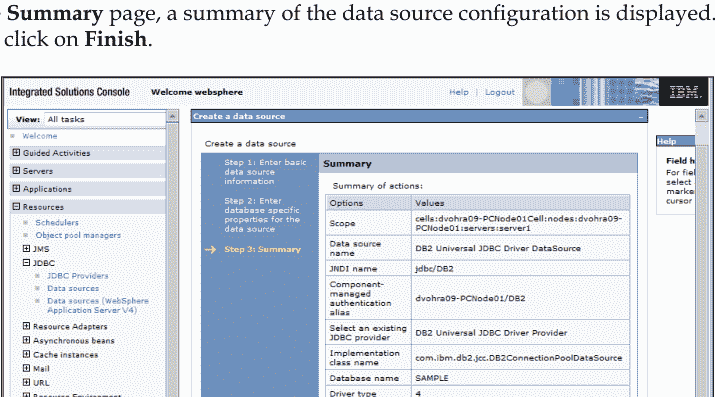 Summary page, a summary of the data source configuration is displayed.
click on Finish.
Integrated Solutions Console Welcome websphere Help | Logout IBM.
View: All tasks
Welcome
Guided Activities
Servers
Applications
Resources
Schedulers
Object pool managers
JMS
JDBC
JDBC Providers
Data sources
Data sources (WebSphere
Application Server V4)
Resource Adapters
Asynchronous beans
Cache instances
Mail
URL
Resource Environment
Create a data source
Create a data source
Step 1: Enter basic
data source
information
Step 2: Enter
database specific
properties for the
data source
Step 3: Summary
Summary
Summary of actions:
Options Values
Scope cells:dvohra09-PCNode01Cell:nodes:dvohra09-
PCNode01:servers:server1
Data source
name DB2 Universal JDBC Driver DataSource
JNDI name jdbc/DB2
Component-
managed
authentication
alias dvohra09-PCNode01/DB2
Select an existing
JDBC provider DB2 Universal JDBC Driver Provider
Implementation
class name com.ibm.db2.jcc.DB2ConnectionPoolDataSource
Database name SAMPLE
Driver type 4
Help
Field h
For fiel
select
marke
cursor